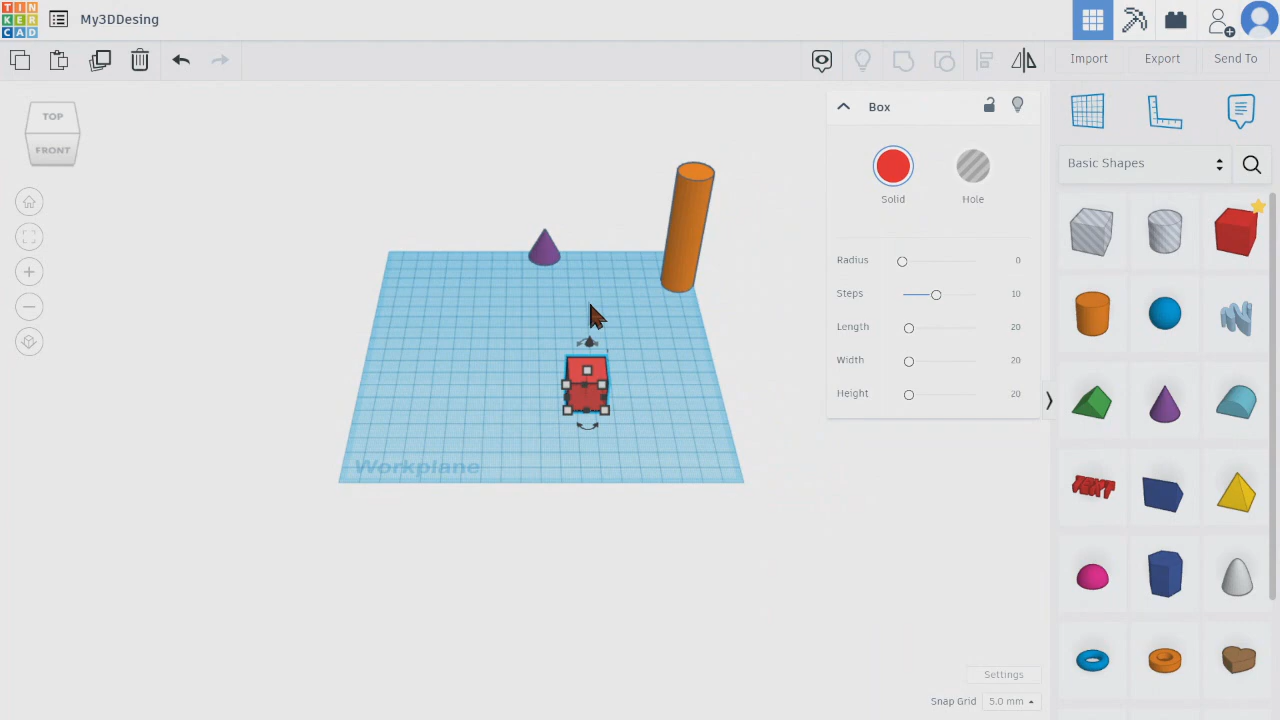 TIN
KER
CAD
My3DDesing
Import
Export
Send To
TOP
FRONT
Box
Solid
Hole
Radius 0
Steps 10
Length 20
Width 20
Height 20
Basic Shapes
TEXT
Workplane
Settings
Snap Grid 5.0 mm